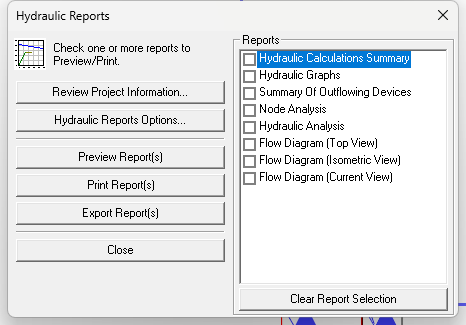 Hydraulic Reports
Check one or more reports to
Preview/Print.
Review Project Information...
Hydraulic Reports Options...
Preview Report(s)
Print Report(s)
Export Report(s)
Close
Reports
Hydraulic Calculations Summary
Hydraulic Graphs
Summary Of Outflowing Devices
Node Analysis
Hydraulic Analysis
Flow Diagram (Top View)
Flow Diagram (Isometric View)
Flow Diagram (Current View)
Clear Report Selection